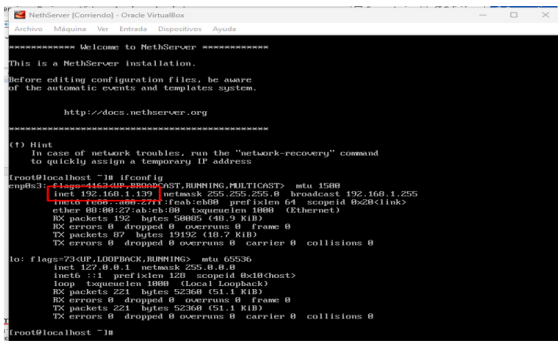 NethServer [Corriendo] - Oracle VirtualBox
Archivo Máquina Ver Entrada Dispositivos Ayuda
************ Welcome to NethServer ************
This is a NethServer installation.
Before editing configuration files, be aware
of the automatic events and templates system.
http://docs.nethserver.org
************************************************
(†) Hint
In case of network troubles, run the "network-recovery" command
to quickly assign a temporary IP address
[root@localhost ~]# ifconfig
enp0s3: flags=4163<UP,BROADCAST,RUNNING,MULTICAST> mtu 1500
inet 192.168.1.139 netmask 255.255.255.0 broadcast 192.168.1.255
inet6 fe80::a00:27ff:feab:eb80 prefixlen 64 scopeid 0x20<link>
ether 08:00:27:ab:eb:80 txqueuelen 1000 (Ethernet)
RX packets 192 bytes 50085 (48.9 KiB)
RX errors 0 dropped 0 overruns 0 frame 0
TX packets 87 bytes 19192 (18.7 KiB)
TX errors 0 dropped 0 overruns 0 carrier 0 collisions 0
lo: flags=73<UP,LOOPBACK,RUNNING> mtu 65536
inet 127.0.0.1 netmask 255.0.0.0
inet6 ::1 prefixlen 128 scopeid 0x10<host>
loop txqueuelen 1000 (Local Loopback)
RX packets 221 bytes 52360 (51.1 KiB)
RX errors 0 dropped 0 overruns 0 frame 0
TX packets 221 bytes 52360 (51.1 KiB)
TX errors 0 dropped 0 overruns 0 carrier 0 collisions 0
[root@localhost ~]#